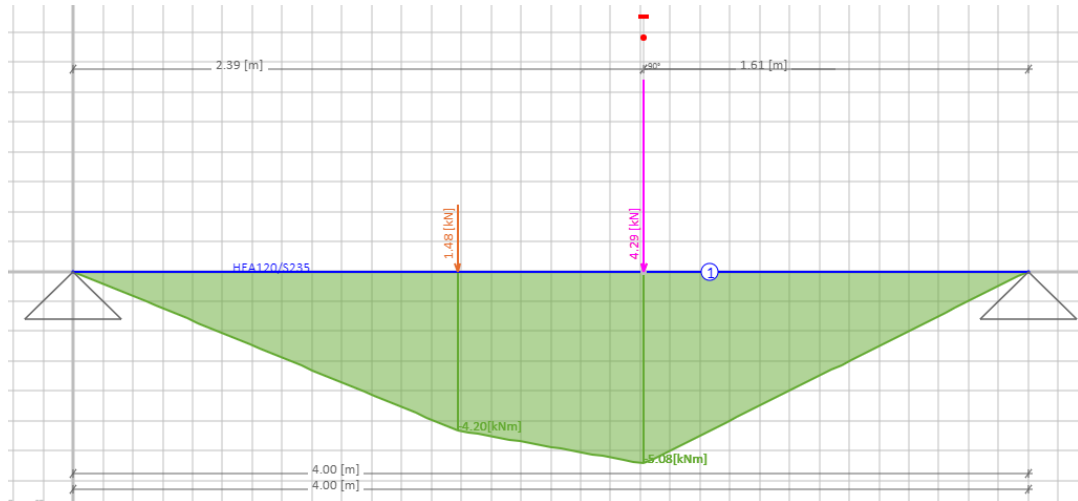 2.39 [m]
90°
1.61 [m]
1.48 [kN]
4.29 [kN]
HEA120/S235
1
-4.20[kNm]
-5.08[kNm]
4.00 [m]
4.00 [m]